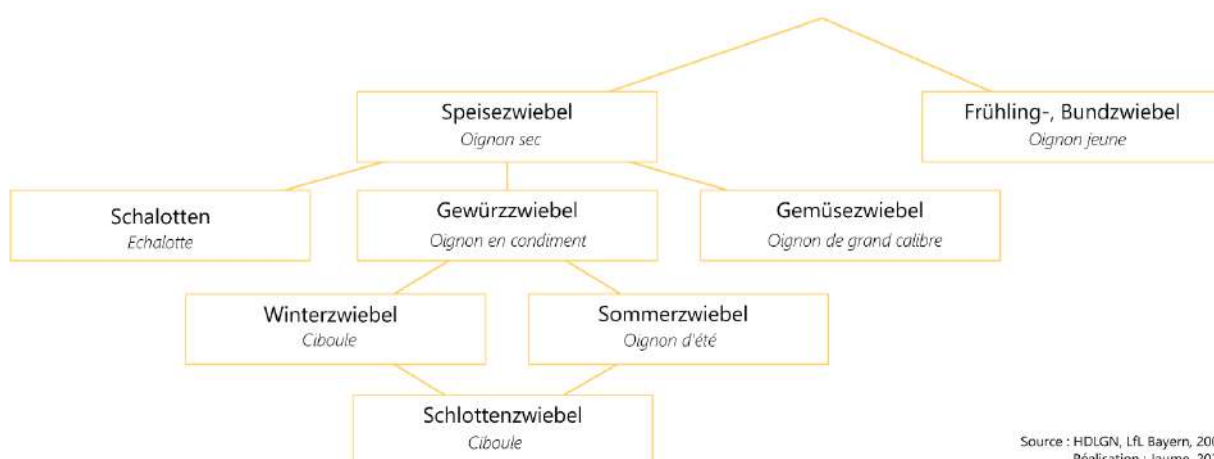 Speisezwiebel
Oignon sec
Frühling-, Bundzwiebel
Oignon jeune
Schalotten
Echalotte
Gewürzzwiebel
Oignon en condiment
Gemüsezwiebel
Oignon de grand calibre
Winterzwiebel
Ciboule
Sommerzwiebel
Oignon d'été
Schlottenzwiebel
Ciboule
Source : HDLGN, LfL Bayern,
Réalisation : Jaume,